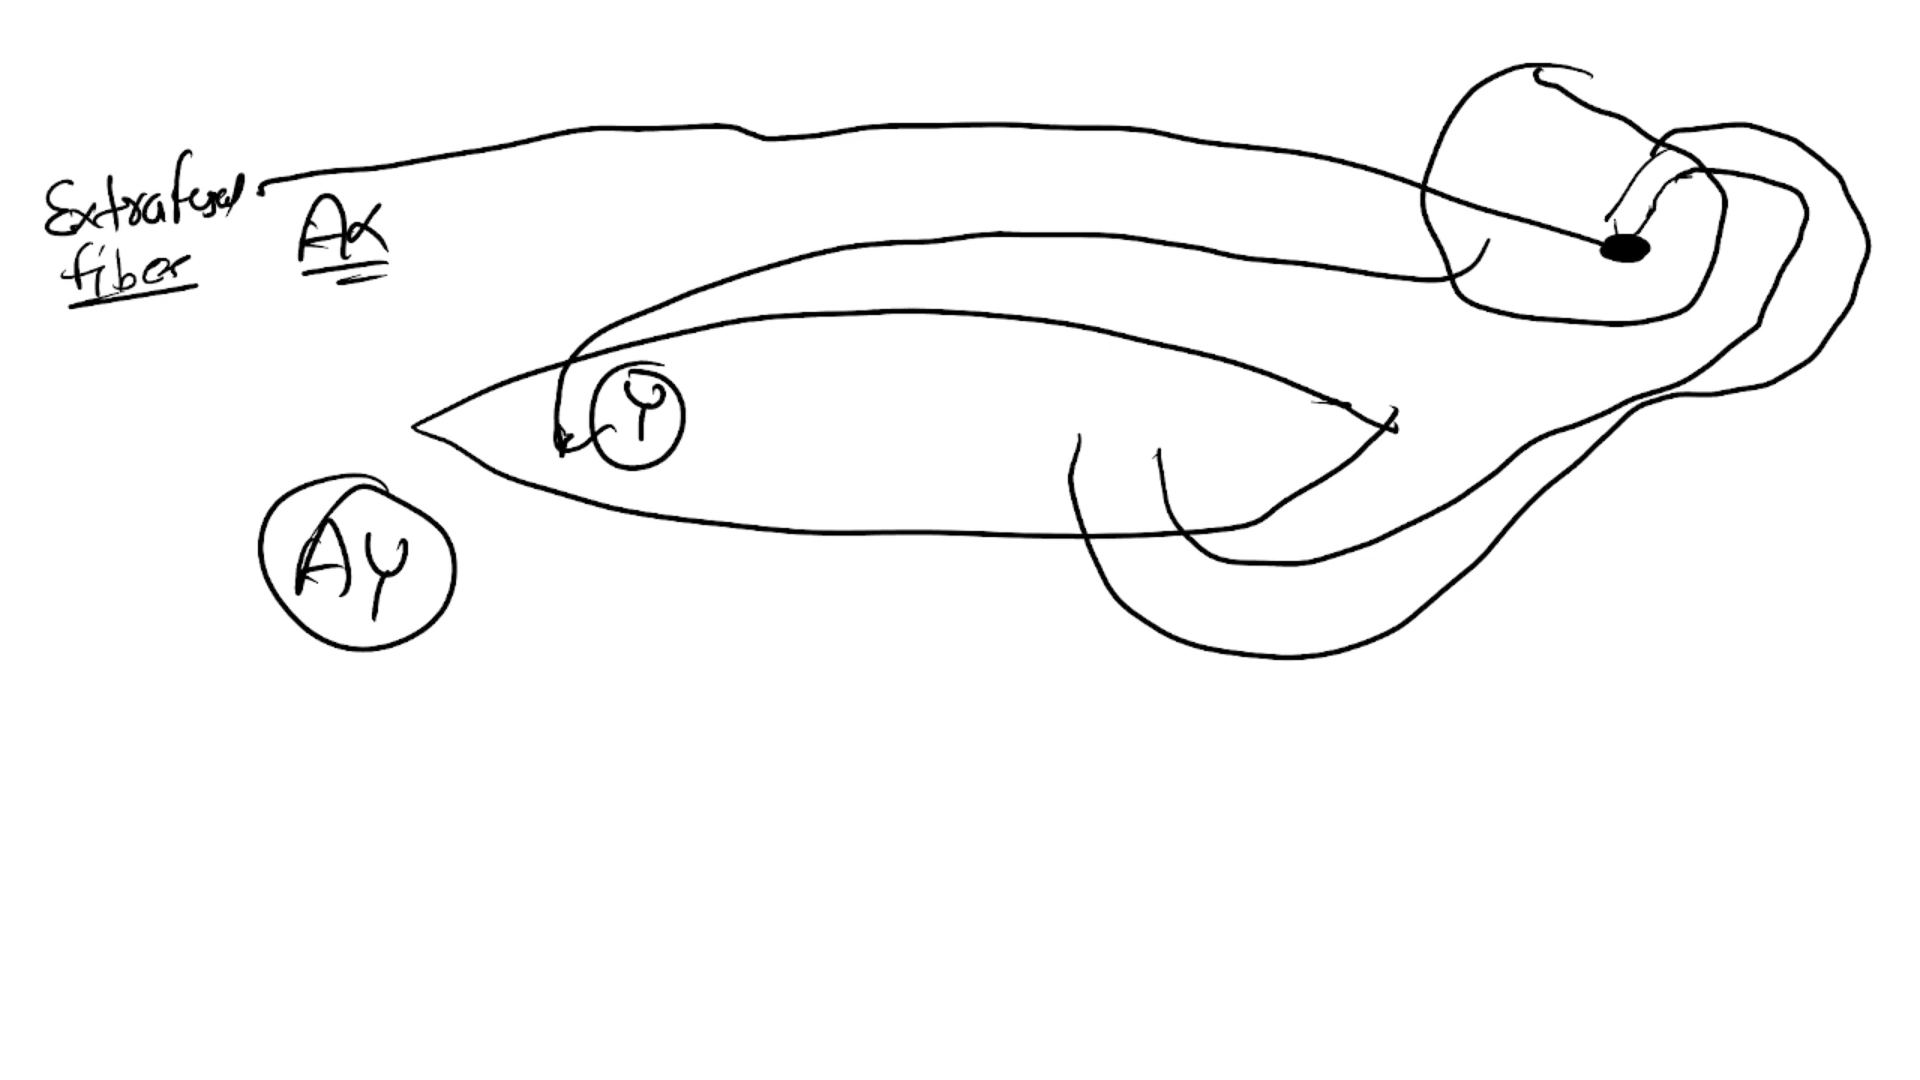 Extrafusal
fiber
Aα
γ
Aγ